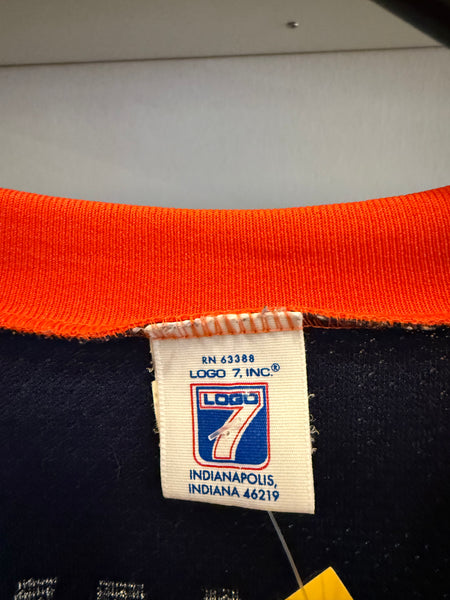 RN 63388
LOGO 7, INC.®
LOGO
7
INDIANAPOLIS,
INDIANA 46219